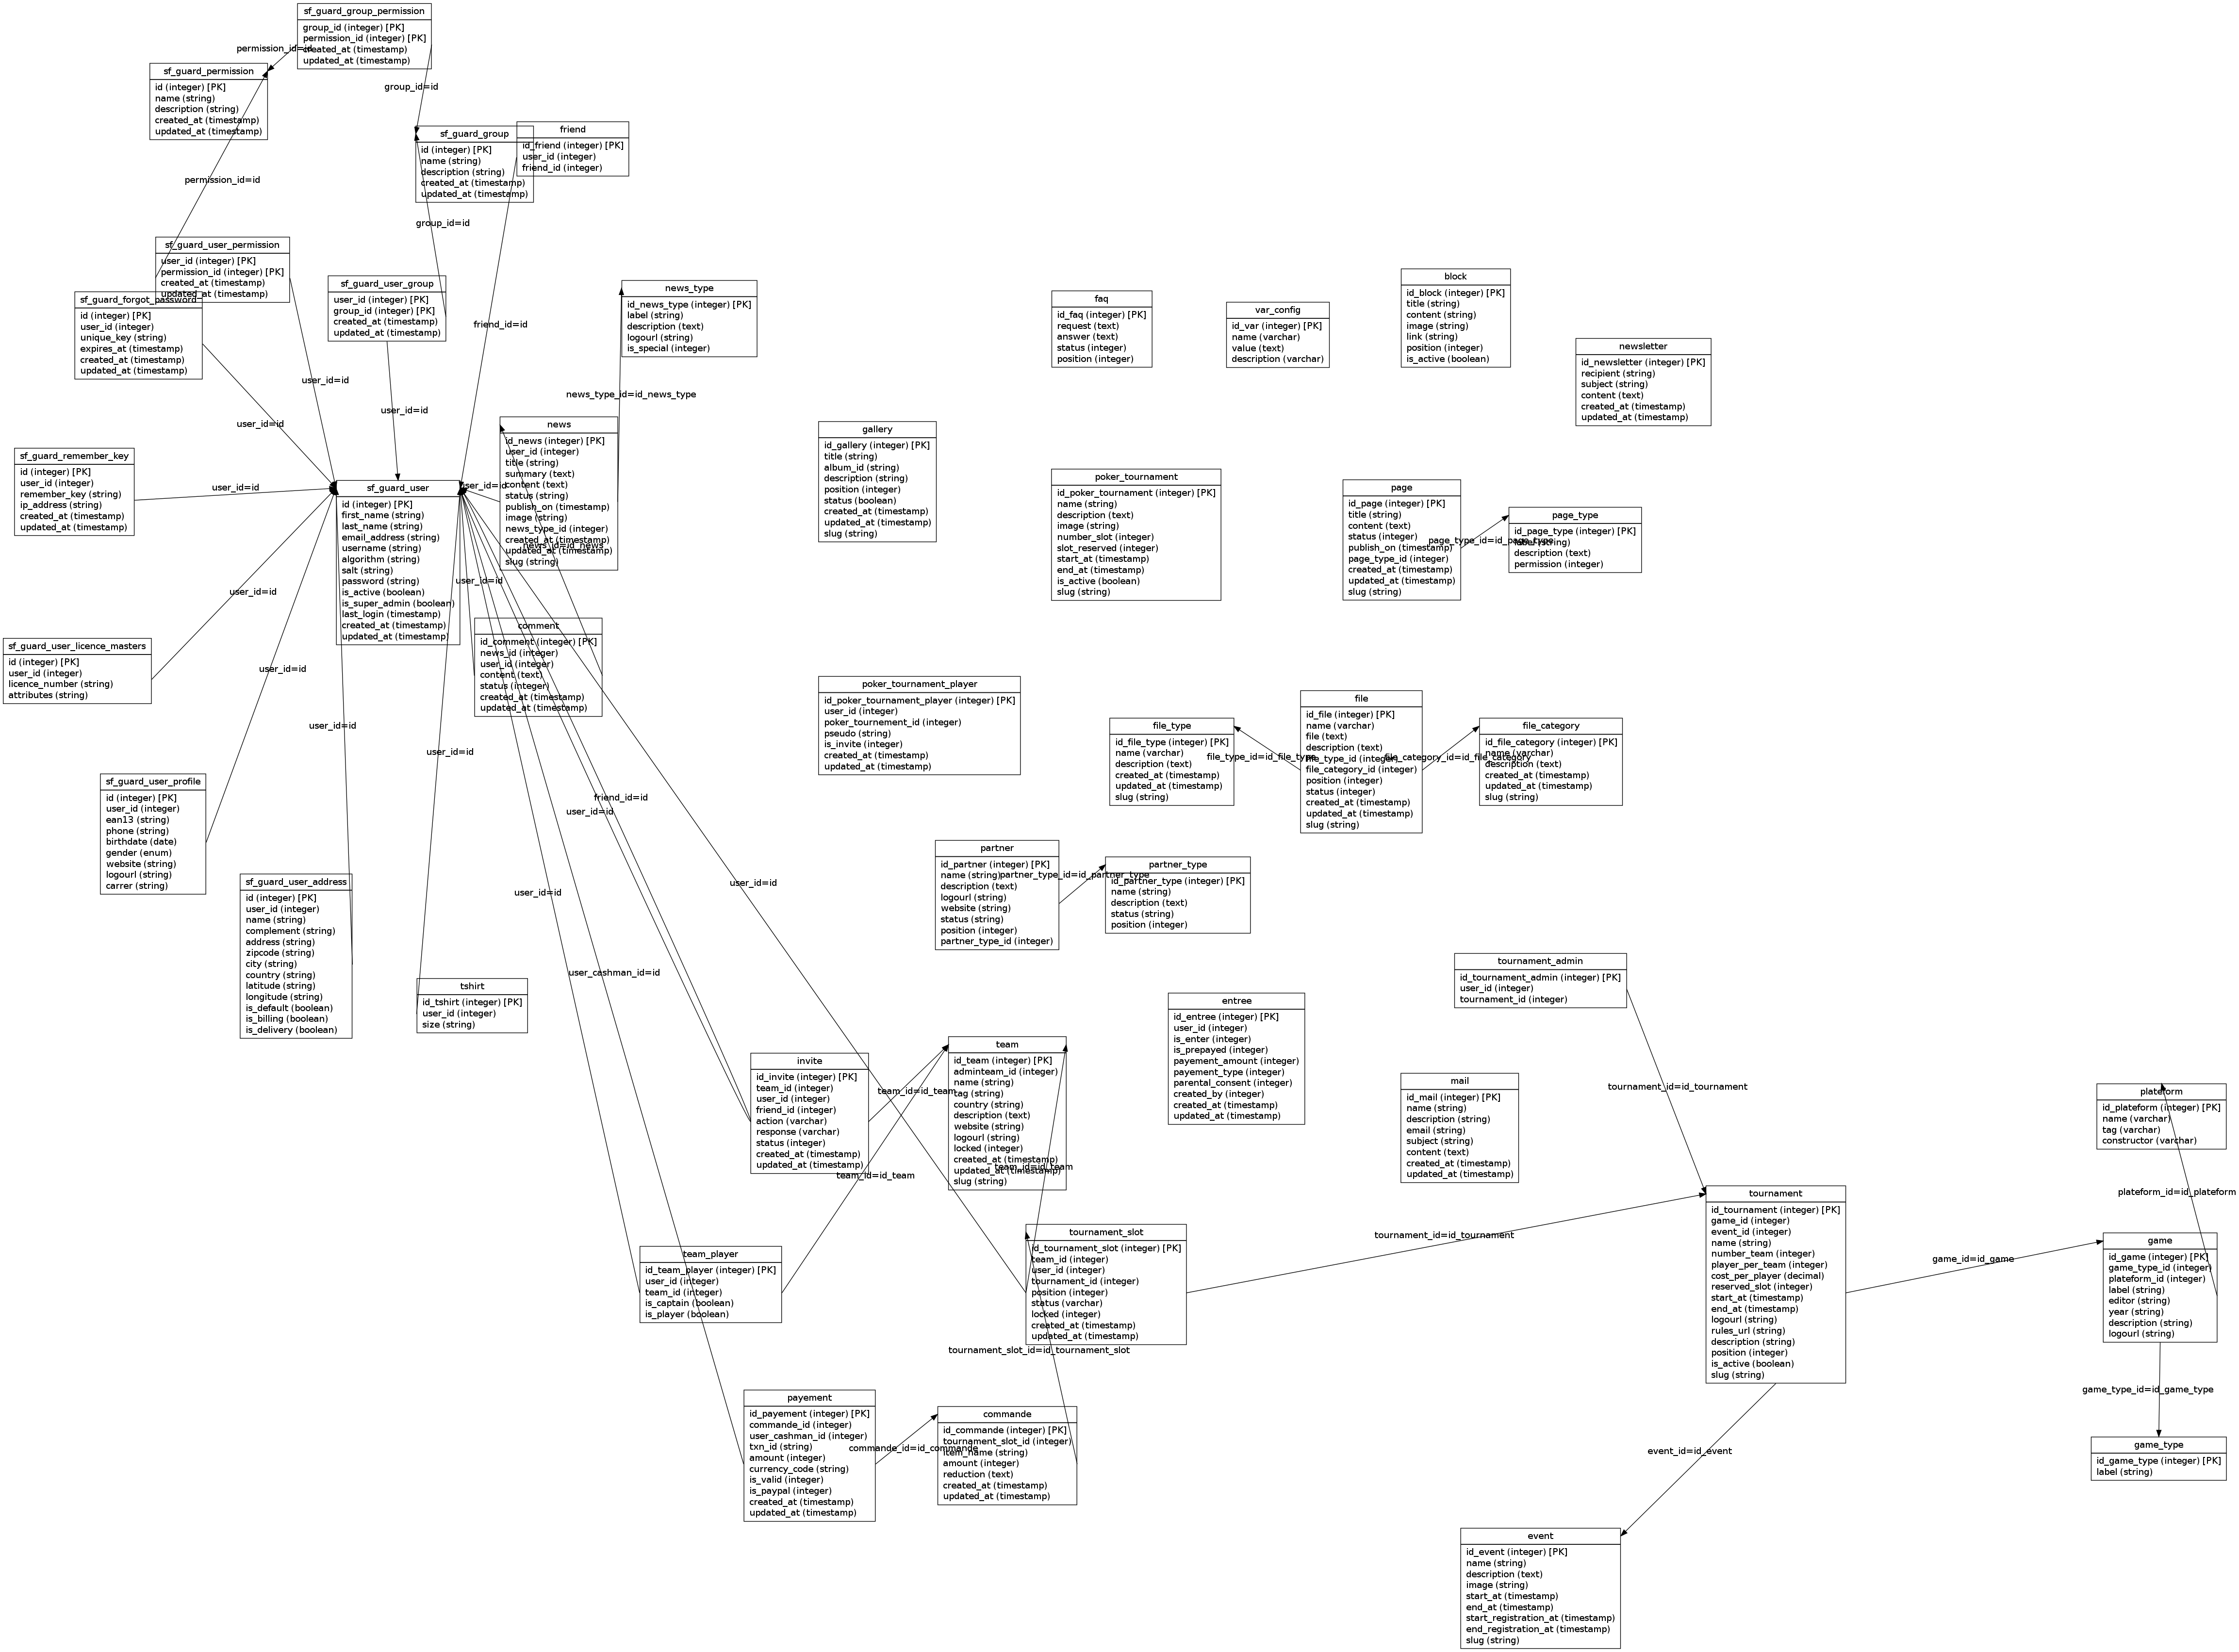 sf_guard_group_permission
group_id (integer) [PK]
permission_id (integer) [PK]
created_at (timestamp)
updated_at (timestamp)
permission_id=id
sf_guard_permission
id (integer) [PK]
name (string)
description (string)
created_at (timestamp)
updated_at (timestamp)
group_id=id
sf_guard_group
id (integer) [PK]
name (string)
description (string)
created_at (timestamp)
updated_at (timestamp)
friend
id_friend (integer) [PK]
user_id (integer)
friend_id (integer)
permission_id=id
group_id=id
sf_guard_user_permission
user_id (integer) [PK]
permission_id (integer) [PK]
created_at (timestamp)
updated_at (timestamp)
sf_guard_forgot_password
id (integer) [PK]
user_id (integer)
unique_key (string)
expires_at (timestamp)
created_at (timestamp)
updated_at (timestamp)
sf_guard_user_group
user_id (integer) [PK]
group_id (integer) [PK]
created_at (timestamp)
updated_at (timestamp)
friend_id=id
news_type
id_news_type (integer) [PK]
label (string)
description (text)
logourl (string)
is_special (integer)
faq
id_faq (integer) [PK]
request (text)
answer (text)
status (integer)
position (integer)
var_config
id_var (integer) [PK]
name (varchar)
value (text)
description (varchar)
block
id_block (integer) [PK]
title (string)
content (string)
image (string)
link (string)
position (integer)
is_active (boolean)
newsletter
id_newsletter (integer) [PK]
recipient (string)
subject (string)
content (text)
created_at (timestamp)
updated_at (timestamp)
user_id=id
user_id=id
user_id=id
news_type_id=id_news_type
news
id_news (integer) [PK]
user_id (integer)
title (string)
summary (text)
content (text)
status (string)
publish_on (timestamp)
image (string)
news_type_id (integer)
created_at (timestamp)
updated_at (timestamp)
slug (string)
user_id=id
news_id=id_news
gallery
id_gallery (integer) [PK]
title (string)
album_id (string)
description (string)
position (integer)
status (boolean)
created_at (timestamp)
updated_at (timestamp)
slug (string)
sf_guard_remember_key
id (integer) [PK]
user_id (integer)
remember_key (string)
ip_address (string)
created_at (timestamp)
updated_at (timestamp)
user_id=id
sf_guard_user
id (integer) [PK]
first_name (string)
last_name (string)
email_address (string)
username (string)
algorithm (string)
salt (string)
password (string)
is_active (boolean)
is_super_admin (boolean)
last_login (timestamp)
created_at (timestamp)
updated_at (timestamp)
poker_tournament
id_poker_tournament (integer) [PK]
name (string)
description (text)
image (string)
number_slot (integer)
slot_reserved (integer)
start_at (timestamp)
end_at (timestamp)
is_active (boolean)
slug (string)
page
id_page (integer) [PK]
title (string)
content (text)
status (integer)
publish_on (timestamp)
page_type_id (integer)
created_at (timestamp)
updated_at (timestamp)
slug (string)
page_type_id=id_page_type
page_type
id_page_type (integer) [PK]
label (string)
description (text)
permission (integer)
user_id=id
user_id=id
sf_guard_user_licence_masters
id (integer) [PK]
user_id (integer)
licence_number (string)
attributes (string)
comment
id_comment (integer) [PK]
news_id (integer)
user_id (integer)
content (text)
status (integer)
created_at (timestamp)
updated_at (timestamp)
user_id=id
user_id=id
user_id=id
poker_tournament_player
id_poker_tournament_player (integer) [PK]
user_id (integer)
poker_tournement_id (integer)
pseudo (string)
is_invite (integer)
created_at (timestamp)
updated_at (timestamp)
file_type
id_file_type (integer) [PK]
name (varchar)
description (text)
created_at (timestamp)
updated_at (timestamp)
slug (string)
file_type_id=id_file_type
file
id_file (integer) [PK]
name (varchar)
file (text)
description (text)
file_type_id (integer)
file_category_id (integer)
position (integer)
status (integer)
created_at (timestamp)
updated_at (timestamp)
slug (string)
file_category_id=id_file_category
file_category
id_file_category (integer) [PK]
name (varchar)
description (text)
created_at (timestamp)
updated_at (timestamp)
slug (string)
sf_guard_user_profile
id (integer) [PK]
user_id (integer)
ean13 (string)
phone (string)
birthdate (date)
gender (enum)
website (string)
logourl (string)
carrer (string)
friend_id=id
user_id=id
user_id=id
user_id=id
user_cashman_id=id
partner
id_partner (integer) [PK]
name (string)
description (text)
logourl (string)
website (string)
status (string)
position (integer)
partner_type_id (integer)
partner_type_id=id_partner_type
partner_type
id_partner_type (integer) [PK]
name (string)
description (text)
status (string)
position (integer)
sf_guard_user_address
id (integer) [PK]
user_id (integer)
name (string)
complement (string)
address (string)
zipcode (string)
city (string)
country (string)
latitude (string)
longitude (string)
is_default (boolean)
is_billing (boolean)
is_delivery (boolean)
tshirt
id_tshirt (integer) [PK]
user_id (integer)
size (string)
tournament_admin
id_tournament_admin (integer) [PK]
user_id (integer)
tournament_id (integer)
entree
id_entree (integer) [PK]
user_id (integer)
is_enter (integer)
is_prepayed (integer)
payement_amount (integer)
payement_type (integer)
parental_consent (integer)
created_by (integer)
created_at (timestamp)
updated_at (timestamp)
invite
id_invite (integer) [PK]
team_id (integer)
user_id (integer)
friend_id (integer)
action (varchar)
response (varchar)
status (integer)
created_at (timestamp)
updated_at (timestamp)
team_id=id_team
team
id_team (integer) [PK]
adminteam_id (integer)
name (string)
tag (string)
country (string)
description (text)
website (string)
logourl (string)
locked (integer)
created_at (timestamp)
updated_at (timestamp)
slug (string)
team_id=id_team
team_id=id_team
mail
id_mail (integer) [PK]
name (string)
description (string)
email (string)
subject (string)
content (text)
created_at (timestamp)
updated_at (timestamp)
tournament_id=id_tournament
plateform
id_plateform (integer) [PK]
name (varchar)
tag (varchar)
constructor (varchar)
plateform_id=id_plateform
tournament
id_tournament (integer) [PK]
game_id (integer)
event_id (integer)
name (string)
number_team (integer)
player_per_team (integer)
cost_per_player (decimal)
reserved_slot (integer)
start_at (timestamp)
end_at (timestamp)
logourl (string)
rules_url (string)
description (string)
position (integer)
is_active (boolean)
slug (string)
tournament_slot
id_tournament_slot (integer) [PK]
team_id (integer)
user_id (integer)
tournament_id (integer)
position (integer)
status (varchar)
locked (integer)
created_at (timestamp)
updated_at (timestamp)
tournament_id=id_tournament
game_id=id_game
game
id_game (integer) [PK]
game_type_id (integer)
plateform_id (integer)
label (string)
editor (string)
year (string)
description (string)
logourl (string)
team_player
id_team_player (integer) [PK]
user_id (integer)
team_id (integer)
is_captain (boolean)
is_player (boolean)
tournament_slot_id=id_tournament_slot
payement
id_payement (integer) [PK]
commande_id (integer)
user_cashman_id (integer)
txn_id (string)
amount (integer)
currency_code (string)
is_valid (integer)
is_paypal (integer)
created_at (timestamp)
updated_at (timestamp)
commande_id=id_commande
commande
id_commande (integer) [PK]
tournament_slot_id (integer)
item_name (string)
amount (integer)
reduction (text)
created_at (timestamp)
updated_at (timestamp)
game_type_id=id_game_type
game_type
id_game_type (integer) [PK]
label (string)
event_id=id_event
event
id_event (integer) [PK]
name (string)
description (text)
image (string)
start_at (timestamp)
end_at (timestamp)
start_registration_at (timestamp)
end_registration_at (timestamp)
slug (string)